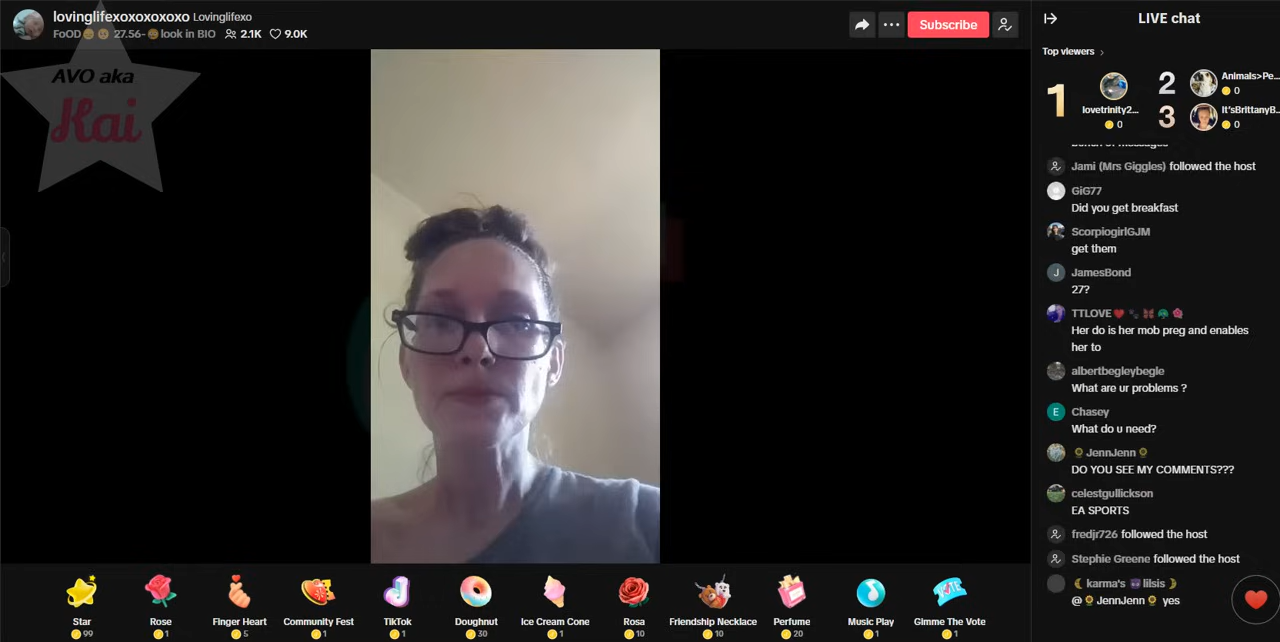 lovinglifexoxoxoxoxo Lovinglifexo
FoOD 27.56- look in BIO 2.1K 9.0K
Subscribe
AVO aka
Hai
LIVE chat
Top viewers
1
lovetrinity2...
0
2
Animals>Pe...
0
3
It'sBrittanyB...
0
Jami (Mrs Giggles) followed the host
GiG77
Did you get breakfast
ScorpiogirlGJM
get them
J JamesBond
27?
TTLOVE
Her do is her mob preg and enables
her to
albertbegleybegle
What are ur problems ?
E Chasey
What do u need?
JennJenn
DO YOU SEE MY COMMENTS???
celestgullickson
EA SPORTS
fredjr726 followed the host
Stephie Greene followed the host
karma's lilsis
@ JennJenn yes
Star
99
Rose
1
Finger Heart
5
Community Fest
1
TikTok
1
Doughnut
30
Ice Cream Cone
1
Rosa
10
Friendship Necklace
10
Perfume
20
Music Play
1
VOTE
Gimme The Vote
1